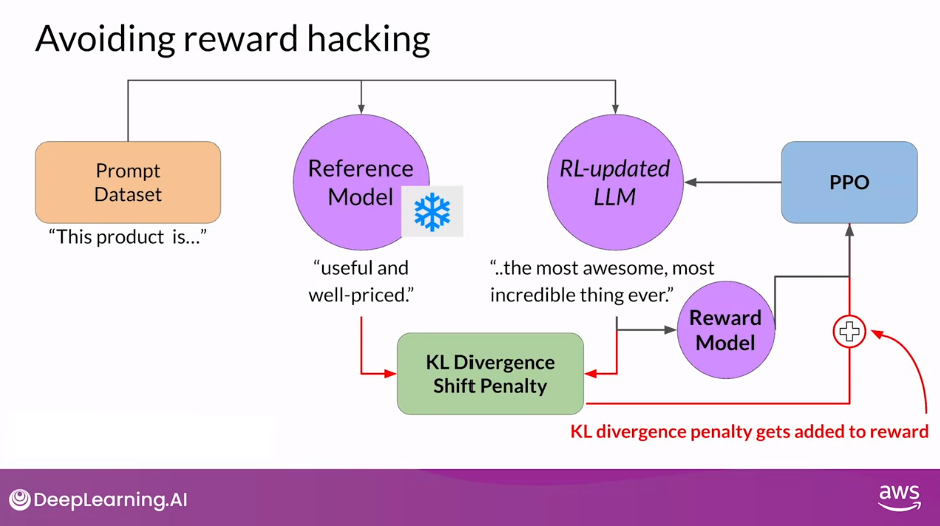 Avoiding reward hacking
Prompt
Dataset
“This product is...”
Reference
Model
“useful and
well-priced.”
RL-updated
LLM
“..the most awesome, most
incredible thing ever.”
PPO
Reward
Model
KL Divergence
Shift Penalty
KL divergence penalty gets added to reward
DeepLearning.AI
aws